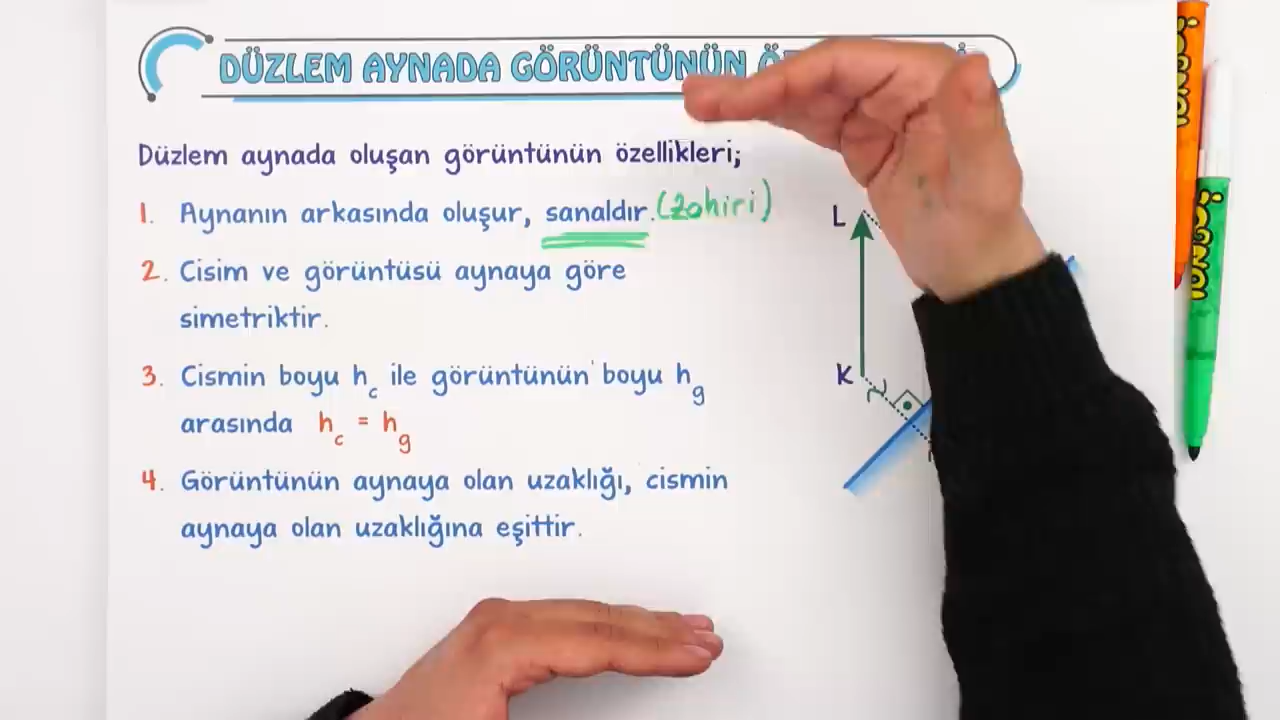 DÜZLEM AYNADA GÖRÜNTÜNÜN
Düzlem aynada oluşan görüntünün özellikleri;
1. Aynanın arkasında oluşur, sanaldır. (Zahiri)
2. Cisim ve görüntüsü aynaya göre
simetriktir.
3. Cismin boyu hc ile görüntünün boyu hg
arasında hc = hg
4. Görüntünün aynaya olan uzaklığı, cismin
aynaya olan uzaklığına eşittir.
L
K